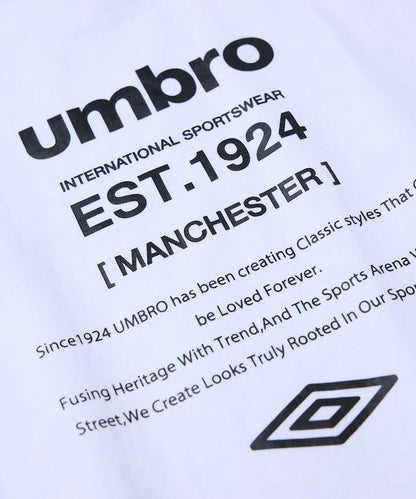 umbro
INTERNATIONAL SPORTSWEAR
EST.1924
[ MANCHESTER ]
Since1924 UMBRO has been creating Classic styles That
be Loved Forever.
Fusing Heritage With Trend,And The Sports Arena
Street,We Create Looks Truly Rooted In Our